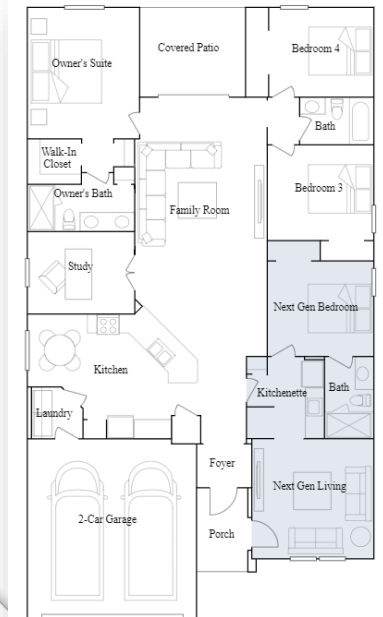 Owner's Suite
Covered Patio
Bedroom 4
Bath
Walk-In
Closet
Owner's Bath
Family Room
Bedroom 3
Study
Next Gen Bedroom
Kitchen
Kitchenette
Bath
Laundry
Foyer
Next Gen Living
2-Car Garage
Porch